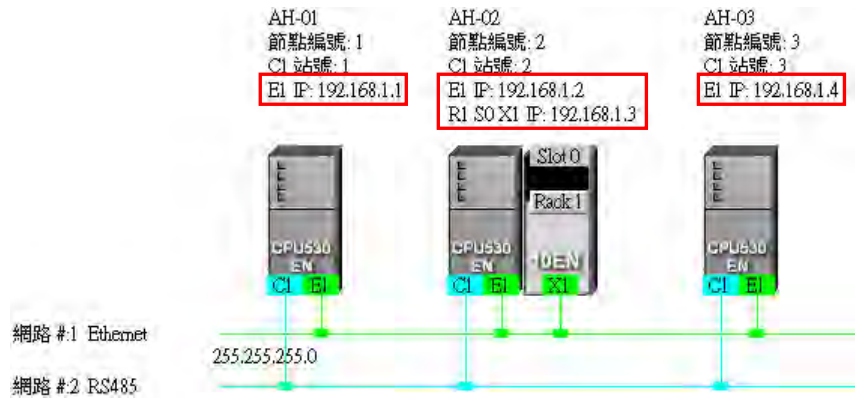 AH-01
節點編號: 1
C1 站號: 1
E1 IP: 192.168.1.1
AH-02
節點編號: 2
C1 站號: 2
E1 IP: 192.168.1.2
R1 S0 X1 IP: 192.168.1.3
AH-03
節點編號: 3
C1 站號: 3
E1 IP: 192.168.1.4
CPU530
EN
C1 E1
CPU530
EN
C1 E1
Slot 0
Rack 1
10EN
X1
CPU530
EN
C1 E1
網路 #:1 Ethernet
255.255.255.0
網路 #:2 RS485